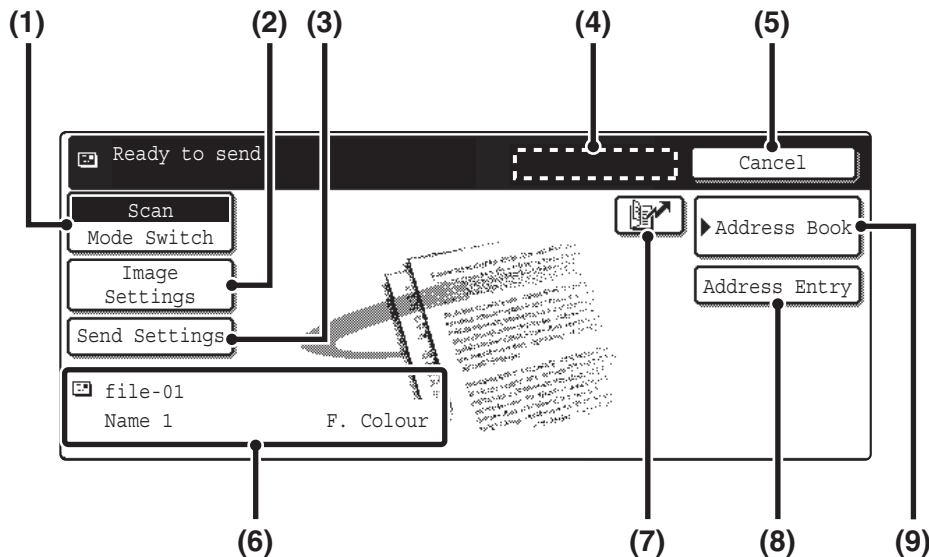 (1)
(2)
(3)
(4)
(5)
Ready to send
Cancel
Scan
Mode Switch
Address Book
Image
Settings
Address Entry
Send Settings
file-01
Name 1
F. Colour
(6)
(7)
(8)
(9)